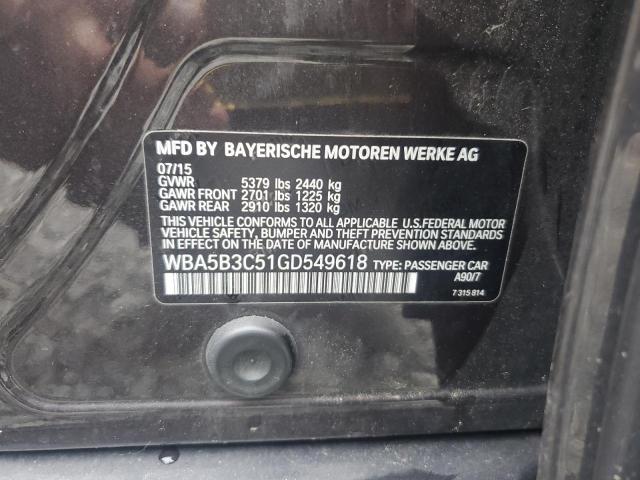 MFD BY BAYERISCHE MOTOREN WERKE AG
07/15
GVWR 5379 lbs 2440 kg
GAWR FRONT 2701 lbs 1225 kg
GAWR REAR 2910 lbs 1320 kg
THIS VEHICLE CONFORMS TO ALL APPLICABLE U.S.FEDERAL MOTOR
VEHICLE SAFETY, BUMPER AND THEFT PREVENTION STANDARDS
IN EFFECT ON THE DATE OF MANUFACTURE SHOWN ABOVE.
WBA5B3C51GD549618 TYPE: PASSENGER CAR
A90/7
7 315 814